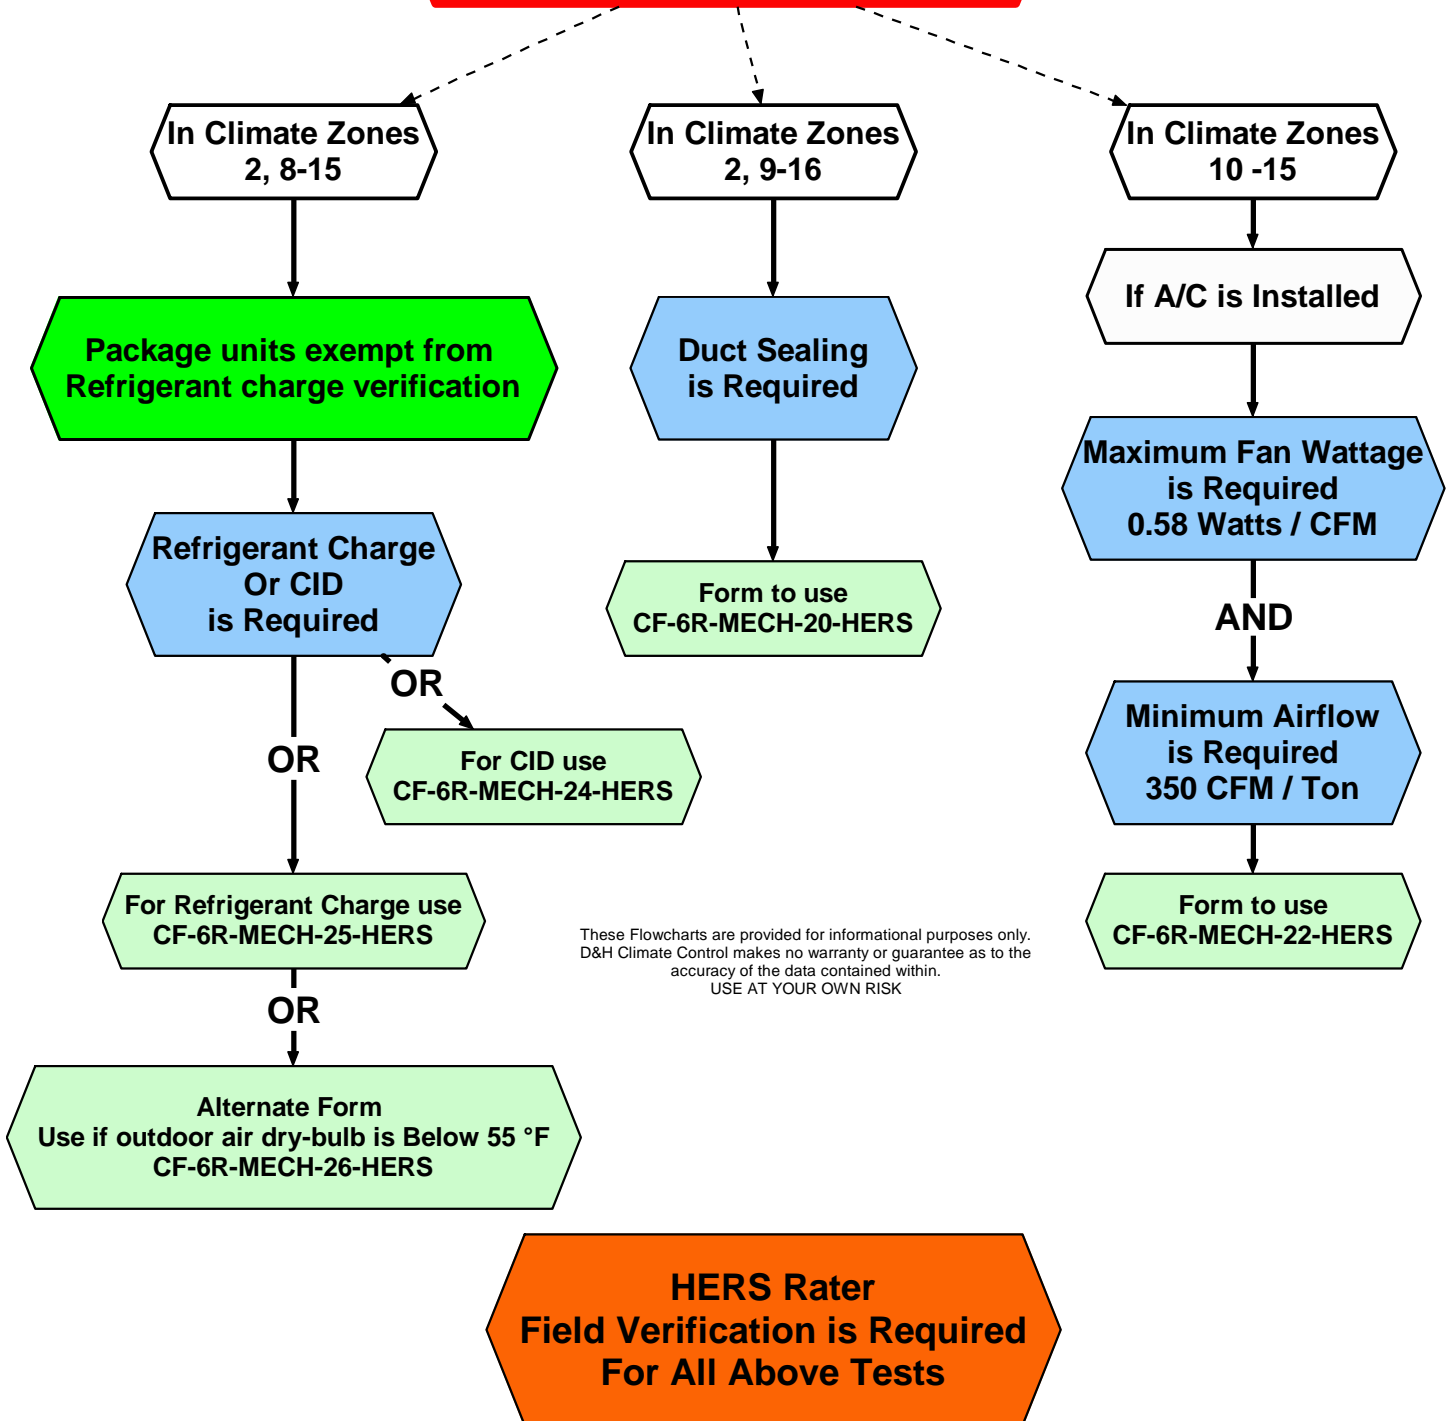 In Climate Zones
2, 8-15
In Climate Zones
2, 9-16
In Climate Zones
10 -15
If A/C is Installed
Package units exempt from
Refrigerant charge verification
Duct Sealing
is Required
Maximum Fan Wattage
is Required
0.58 Watts / CFM
Refrigerant Charge
Or CID
is Required
Form to use
CF-6R-MECH-20-HERS
AND
OR
Minimum Airflow
is Required
350 CFM / Ton
OR
For CID use
CF-6R-MECH-24-HERS
For Refrigerant Charge use
CF-6R-MECH-25-HERS
Form to use
CF-6R-MECH-22-HERS
These Flowcharts are provided for informational purposes only.
D&H Climate Control makes no warranty or guarantee as to the
accuracy of the data contained within.
USE AT YOUR OWN RISK
OR
Alternate Form
Use if outdoor air dry-bulb is Below 55 °F
CF-6R-MECH-26-HERS
HERS Rater
Field Verification is Required
For All Above Tests